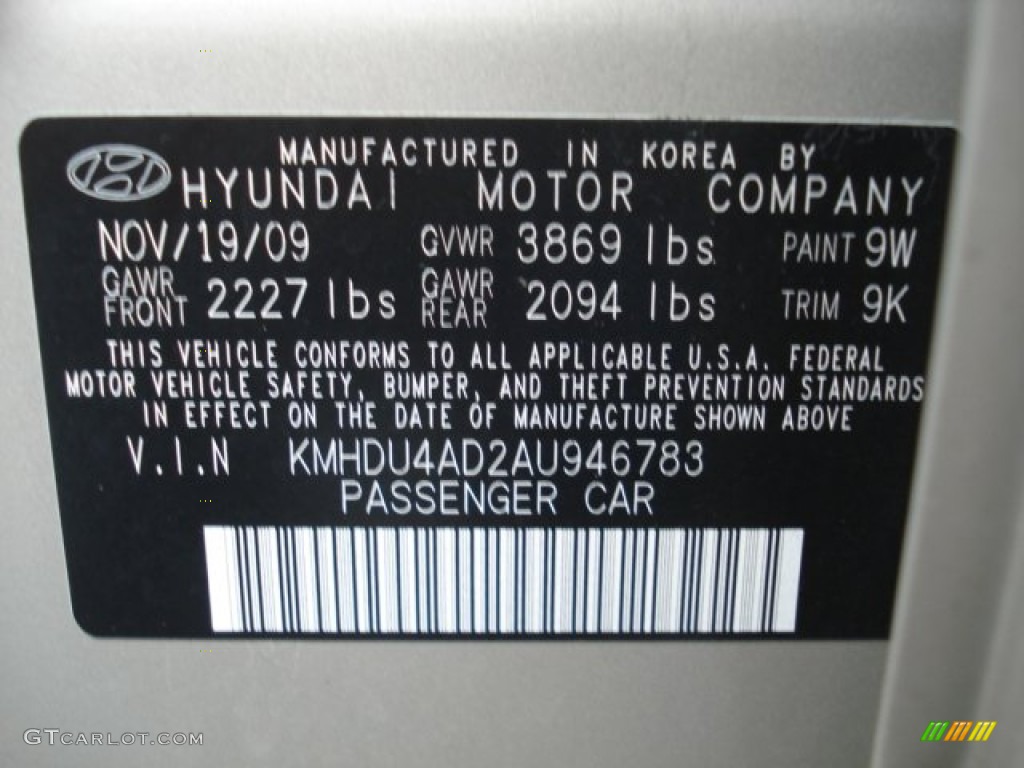 MANUFACTURED IN KOREA BY
HYUNDAI MOTOR COMPANY
NOV/19/09 GVWR 3869 lbs PAINT 9W
GAWR FRONT 2227 lbs GAWR REAR 2094 lbs TRIM 9K
THIS VEHICLE CONFORMS TO ALL APPLICABLE U.S.A. FEDERAL
MOTOR VEHICLE SAFETY, BUMPER, AND THEFT PREVENTION STANDARDS
IN EFFECT ON THE DATE OF MANUFACTURE SHOWN ABOVE
V.I.N KMHDU4AD2AU946783
PASSENGER CAR
GTCARLOT.COM